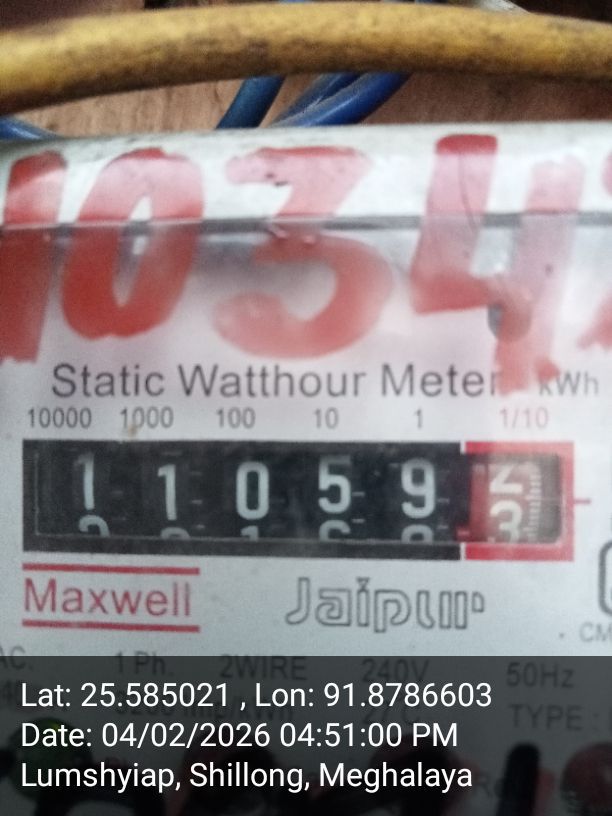 1034
Static Watthour Meter kWh
10000 1000 100 10 1 1/10
1 1 0 5 9
Maxwell Jaipur
1 Ph. 2WIRE 240V 50Hz
TYPE
Lat: 25.585021 , Lon: 91.8786603
Date: 04/02/2026 04:51:00 PM
Lumshyiap, Shillong, Meghalaya